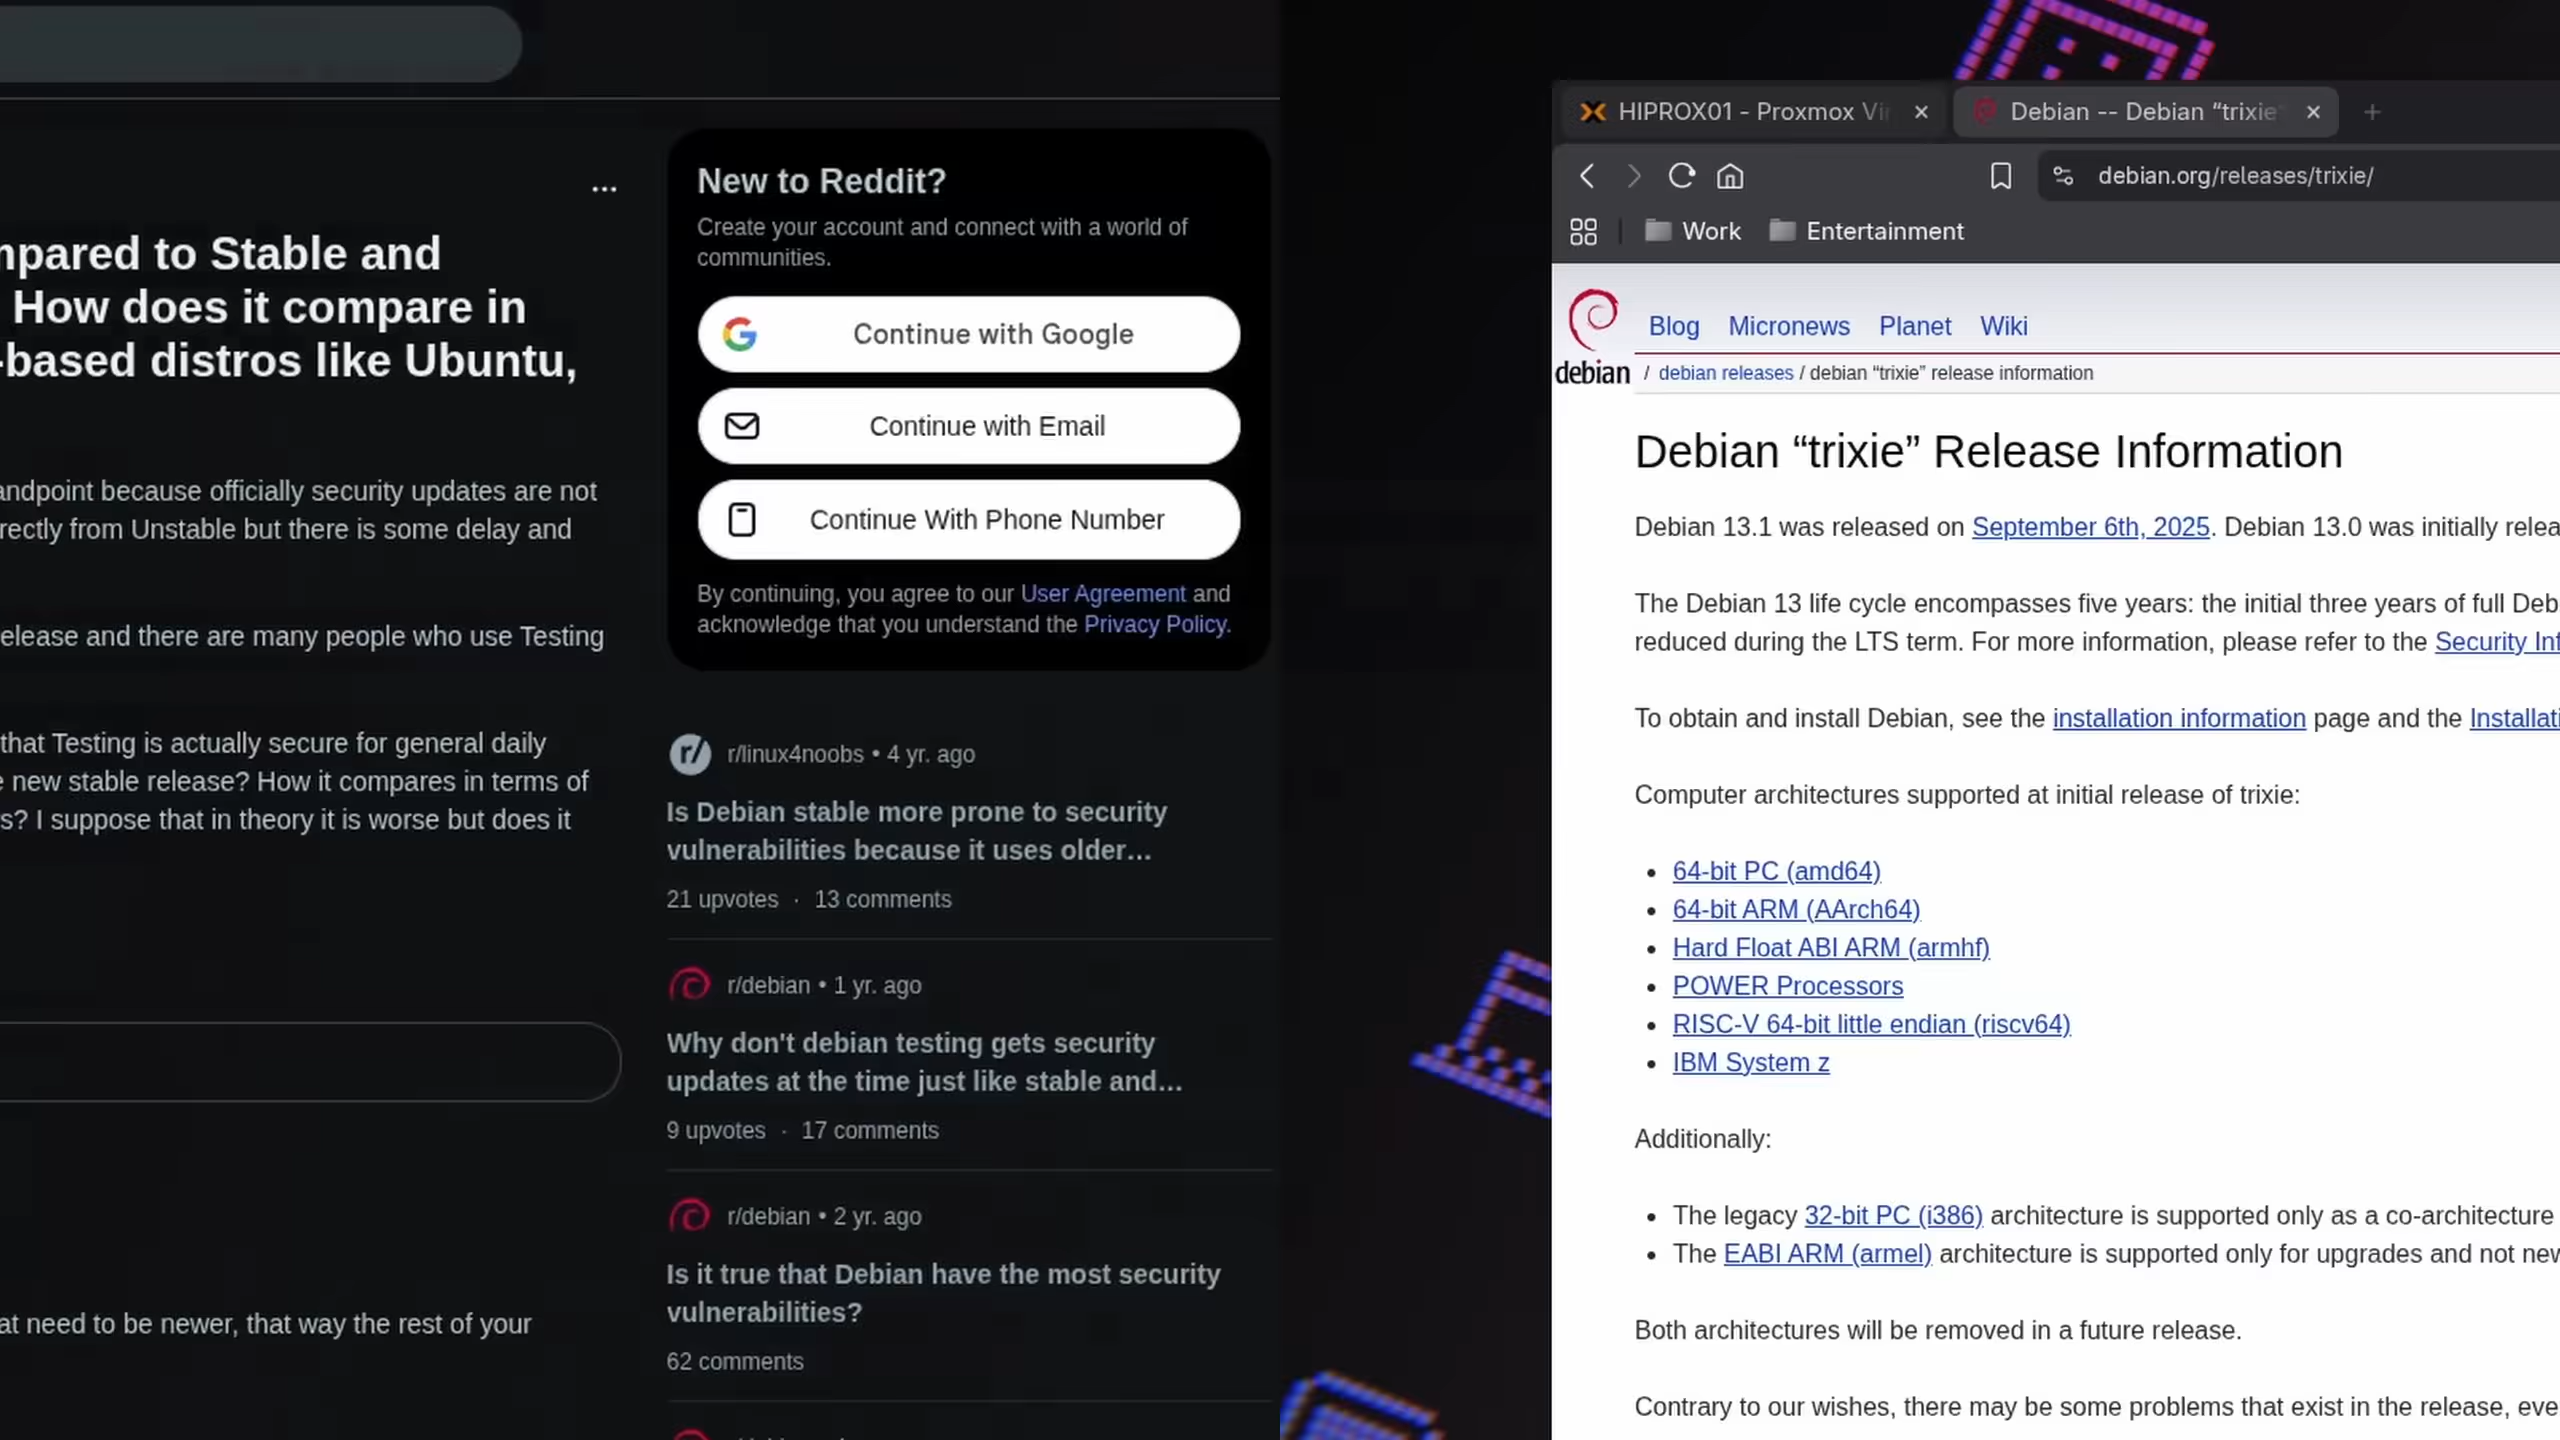 ...
mpared to Stable and
How does it compare in
-based distros like Ubuntu,
andpoint because officially security updates are not
rectly from Unstable but there is some delay and
elease and there are many people who use Testing
that Testing is actually secure for general daily
e new stable release? How it compares in terms of
s? I suppose that in theory it is worse but does it
at need to be newer, that way the rest of your
New to Reddit?
Create your account and connect with a world of
communities.
Continue with Google
Continue with Email
Continue With Phone Number
By continuing, you agree to our User Agreement and
acknowledge that you understand the Privacy Policy.
r/ r/linux4noobs • 4 yr. ago
Is Debian stable more prone to security
vulnerabilities because it uses older...
21 upvotes · 13 comments
r/debian • 1 yr. ago
Why don't debian testing gets security
updates at the time just like stable and...
9 upvotes · 17 comments
r/debian • 2 yr. ago
Is it true that Debian have the most security
vulnerabilities?
62 comments
HIPROX01 - Proxmox Vi
Debian -- Debian “trixie
debian.org/releases/trixie/
Work Entertainment
Blog Micronews Planet Wiki
debian / debian releases / debian “trixie” release information
Debian “trixie” Release Information
Debian 13.1 was released on September 6th, 2025. Debian 13.0 was initially relea
The Debian 13 life cycle encompasses five years: the initial three years of full Deb
reduced during the LTS term. For more information, please refer to the Security Inf
To obtain and install Debian, see the installation information page and the Installati
Computer architectures supported at initial release of trixie:
• 64-bit PC (amd64)
• 64-bit ARM (AArch64)
• Hard Float ABI ARM (armhf)
• POWER Processors
• RISC-V 64-bit little endian (riscv64)
• IBM System z
Additionally:
• The legacy 32-bit PC (i386) architecture is supported only as a co-architecture
• The EABI ARM (armel) architecture is supported only for upgrades and not new
Both architectures will be removed in a future release.
Contrary to our wishes, there may be some problems that exist in the release, eve